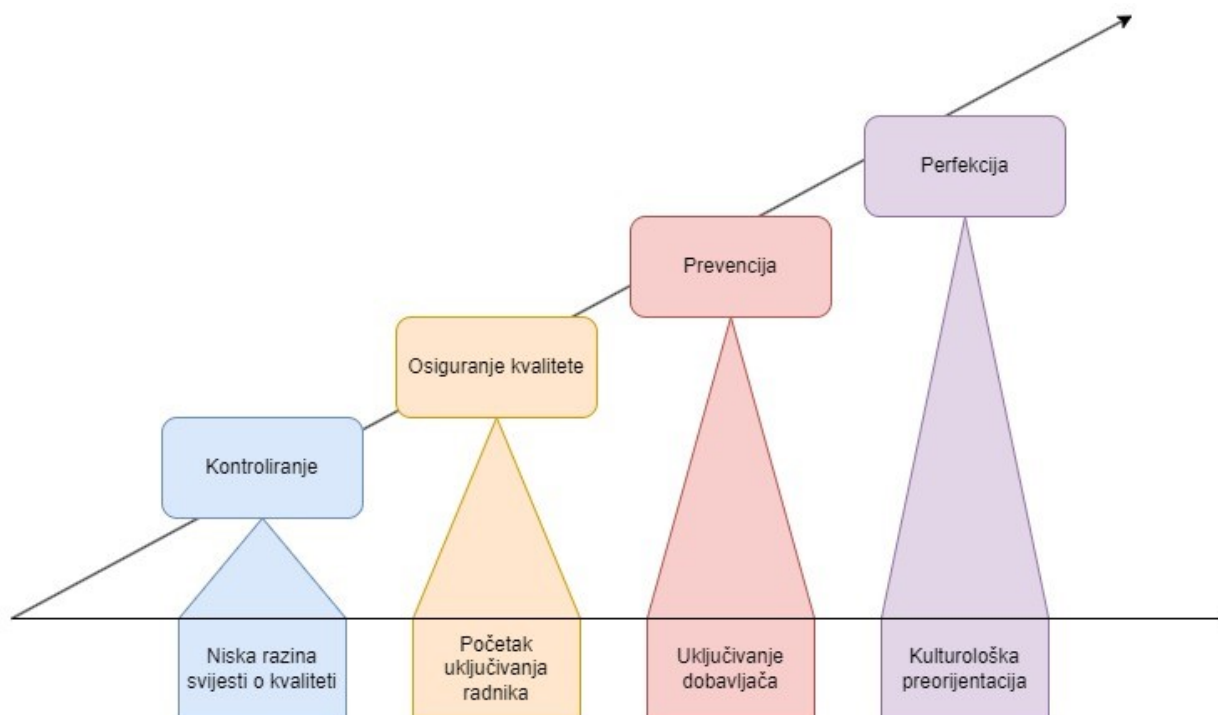 Perfekcija
Prevencija
Osiguranje kvalitete
Kontroliranje
Niska razina
svijesti o kvaliteti
Početak
uključivanja
radnika
Uključivanje
dobavljača
Kulturološka
preorijentacija